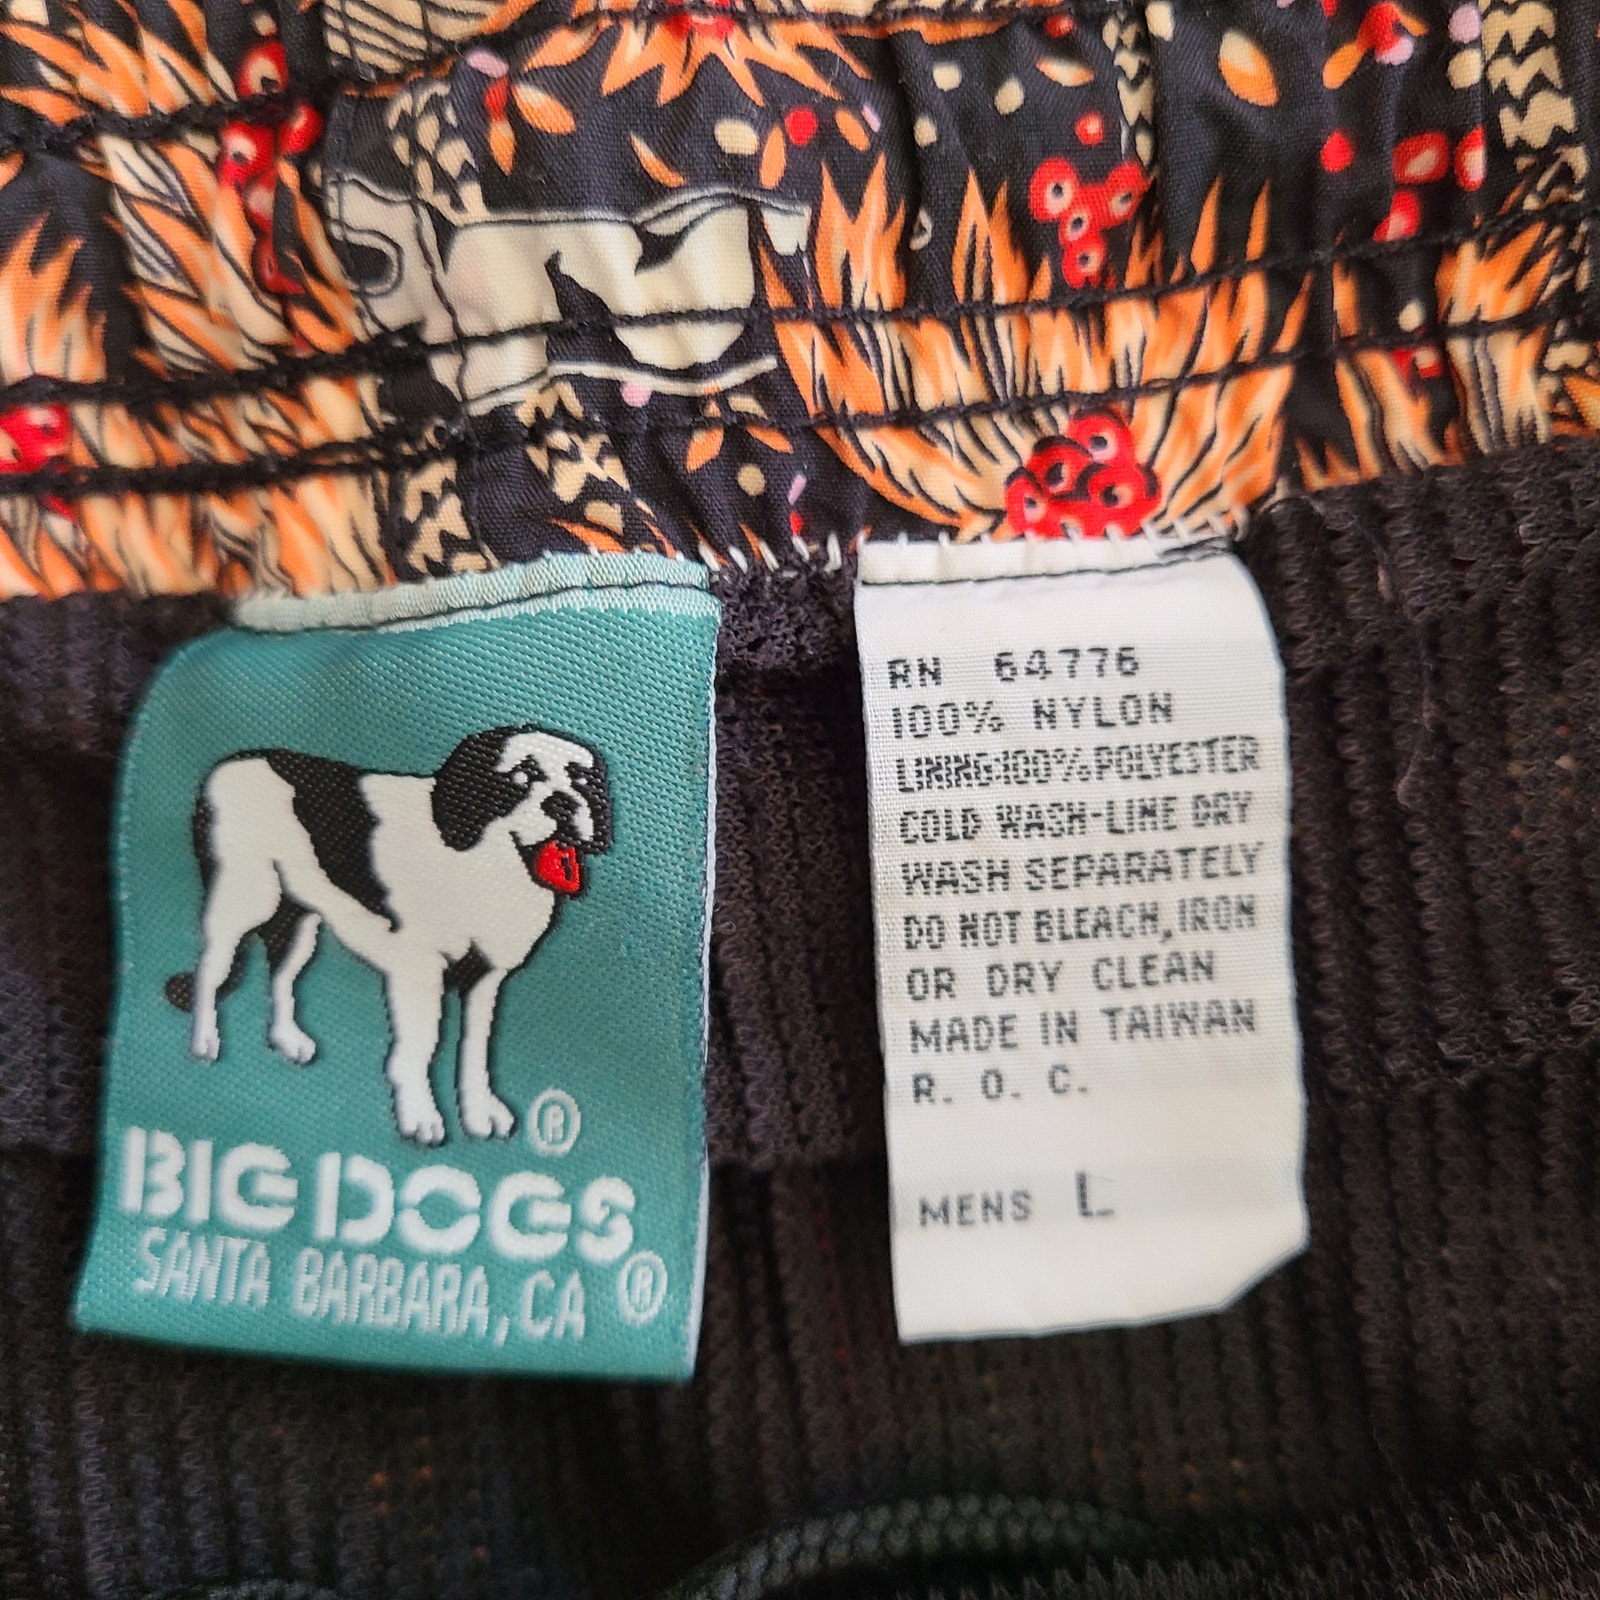 ®
BIG DOGS
SANTA BARBARA, CA ®
RN 64776
100% NYLON
LINING:100%POLYESTER
COLD WASH-LINE DRY
WASH SEPARATELY
DO NOT BLEACH, IRON
OR DRY CLEAN
MADE IN TAIWAN
R. O. C.
MENS L